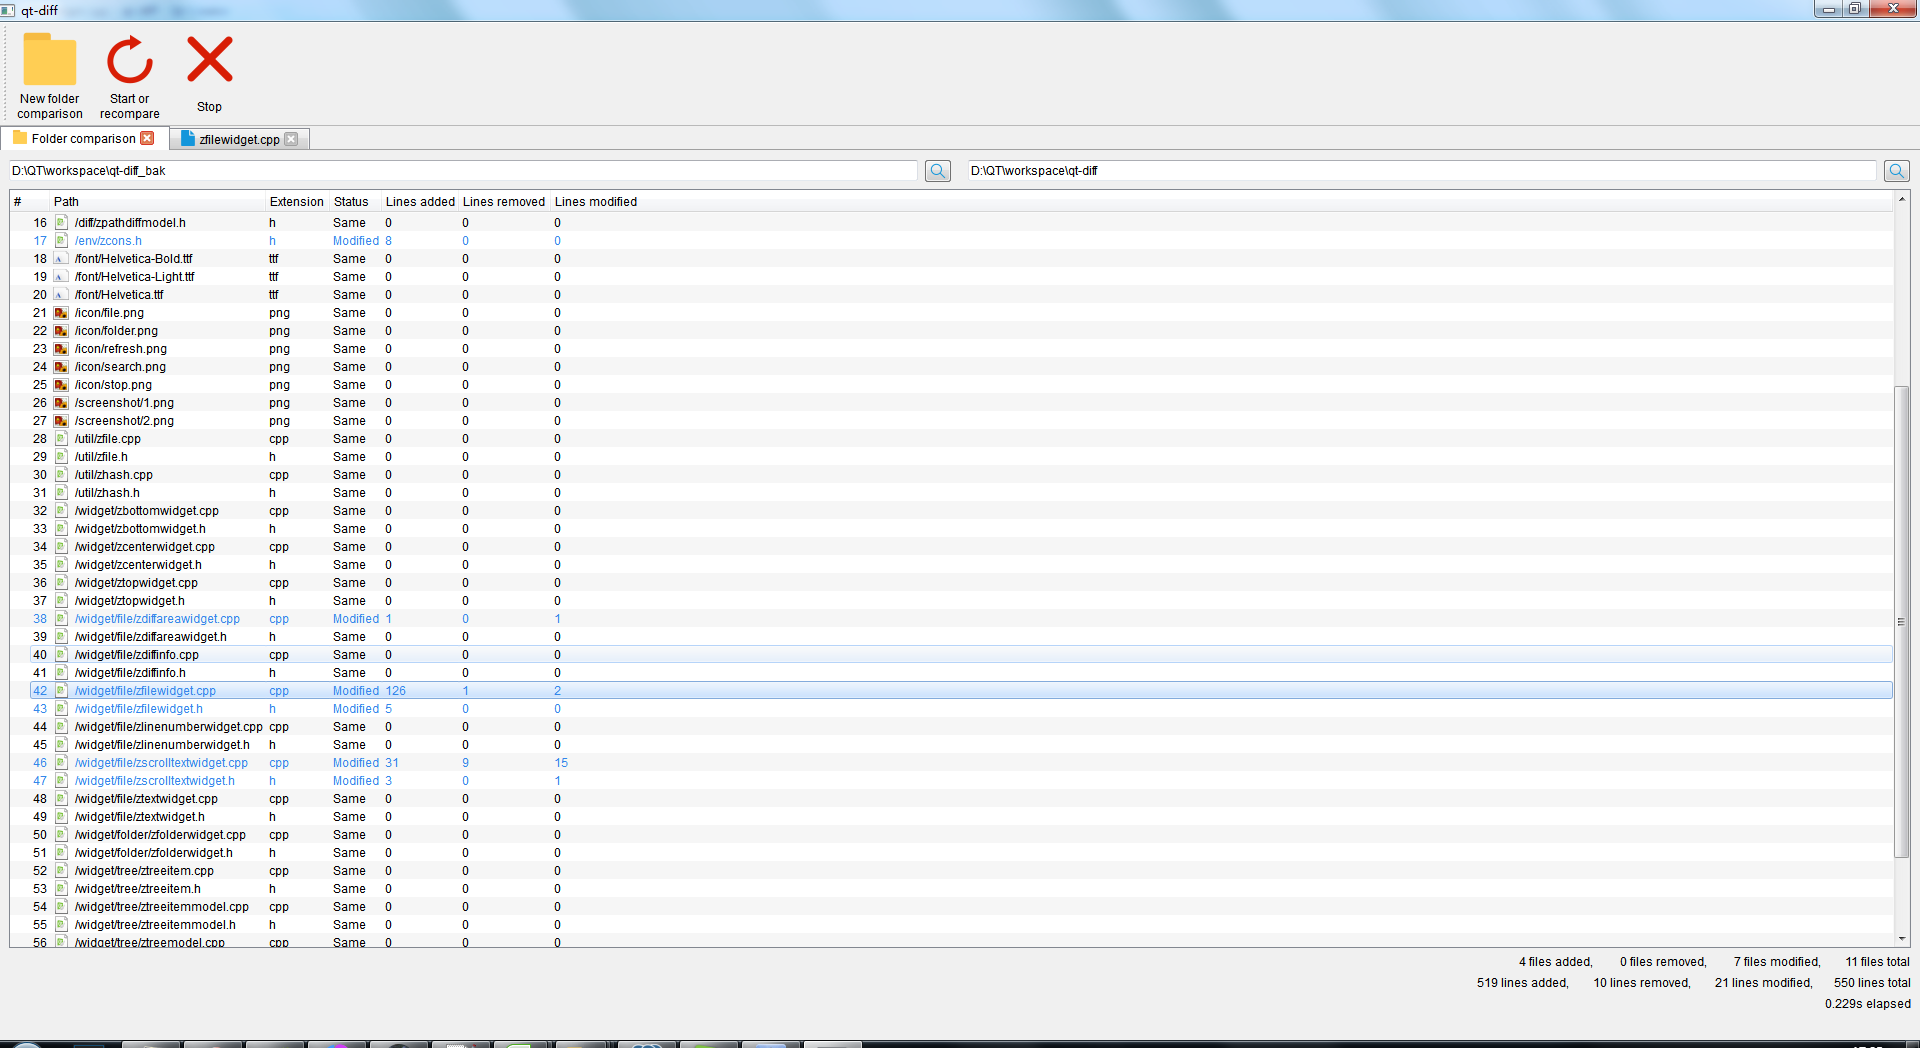 qt-diff
New folder comparison
Start or recompare
Stop
Folder comparison
zfilewidget.cpp
D:\QT\workspace\qt-diff_bak
D:\QT\workspace\qt-diff
# Path Extension Status Lines added Lines removed Lines modified
16 /diff/zpathdiffmodel.h h Same 0 0 0
17 /env/zcons.h h Modified 8 0 0
18 /font/Helvetica-Bold.ttf ttf Same 0 0 0
19 /font/Helvetica-Light.ttf ttf Same 0 0 0
20 /font/Helvetica.ttf ttf Same 0 0 0
21 /icon/file.png png Same 0 0 0
22 /icon/folder.png png Same 0 0 0
23 /icon/refresh.png png Same 0 0 0
24 /icon/search.png png Same 0 0 0
25 /icon/stop.png png Same 0 0 0
26 /screenshot/1.png png Same 0 0 0
27 /screenshot/2.png png Same 0 0 0
28 /util/zfile.cpp cpp Same 0 0 0
29 /util/zfile.h h Same 0 0 0
30 /util/zhash.cpp cpp Same 0 0 0
31 /util/zhash.h h Same 0 0 0
32 /widget/zbottomwidget.cpp cpp Same 0 0 0
33 /widget/zbottomwidget.h h Same 0 0 0
34 /widget/zcenterwidget.cpp cpp Same 0 0 0
35 /widget/zcenterwidget.h h Same 0 0 0
36 /widget/ztopwidget.cpp cpp Same 0 0 0
37 /widget/ztopwidget.h h Same 0 0 0
38 /widget/file/zdiffareawidget.cpp cpp Modified 1 0 1
39 /widget/file/zdiffareawidget.h h Same 0 0 0
40 /widget/file/zdiffinfo.cpp cpp Same 0 0 0
41 /widget/file/zdiffinfo.h h Same 0 0 0
42 /widget/file/zfilewidget.cpp cpp Modified 126 1 2
43 /widget/file/zfilewidget.h h Modified 5 0 0
44 /widget/file/zlinenumberwidget.cpp cpp Same 0 0 0
45 /widget/file/zlinenumberwidget.h h Same 0 0 0
46 /widget/file/zscrolltextwidget.cpp cpp Modified 31 9 15
47 /widget/file/zscrolltextwidget.h h Modified 3 0 1
48 /widget/file/ztextwidget.cpp cpp Same 0 0 0
49 /widget/file/ztextwidget.h h Same 0 0 0
50 /widget/folder/zfolderwidget.cpp cpp Same 0 0 0
51 /widget/folder/zfolderwidget.h h Same 0 0 0
52 /widget/tree/ztreeitem.cpp cpp Same 0 0 0
53 /widget/tree/ztreeitem.h h Same 0 0 0
54 /widget/tree/ztreeitemmodel.cpp cpp Same 0 0 0
55 /widget/tree/ztreeitemmodel.h h Same 0 0 0
56 /widget/tree/ztreemodel.cpp cpp Same 0 0 0
4 files added, 0 files removed, 7 files modified, 11 files total
519 lines added, 10 lines removed, 21 lines modified, 550 lines total
0.229s elapsed